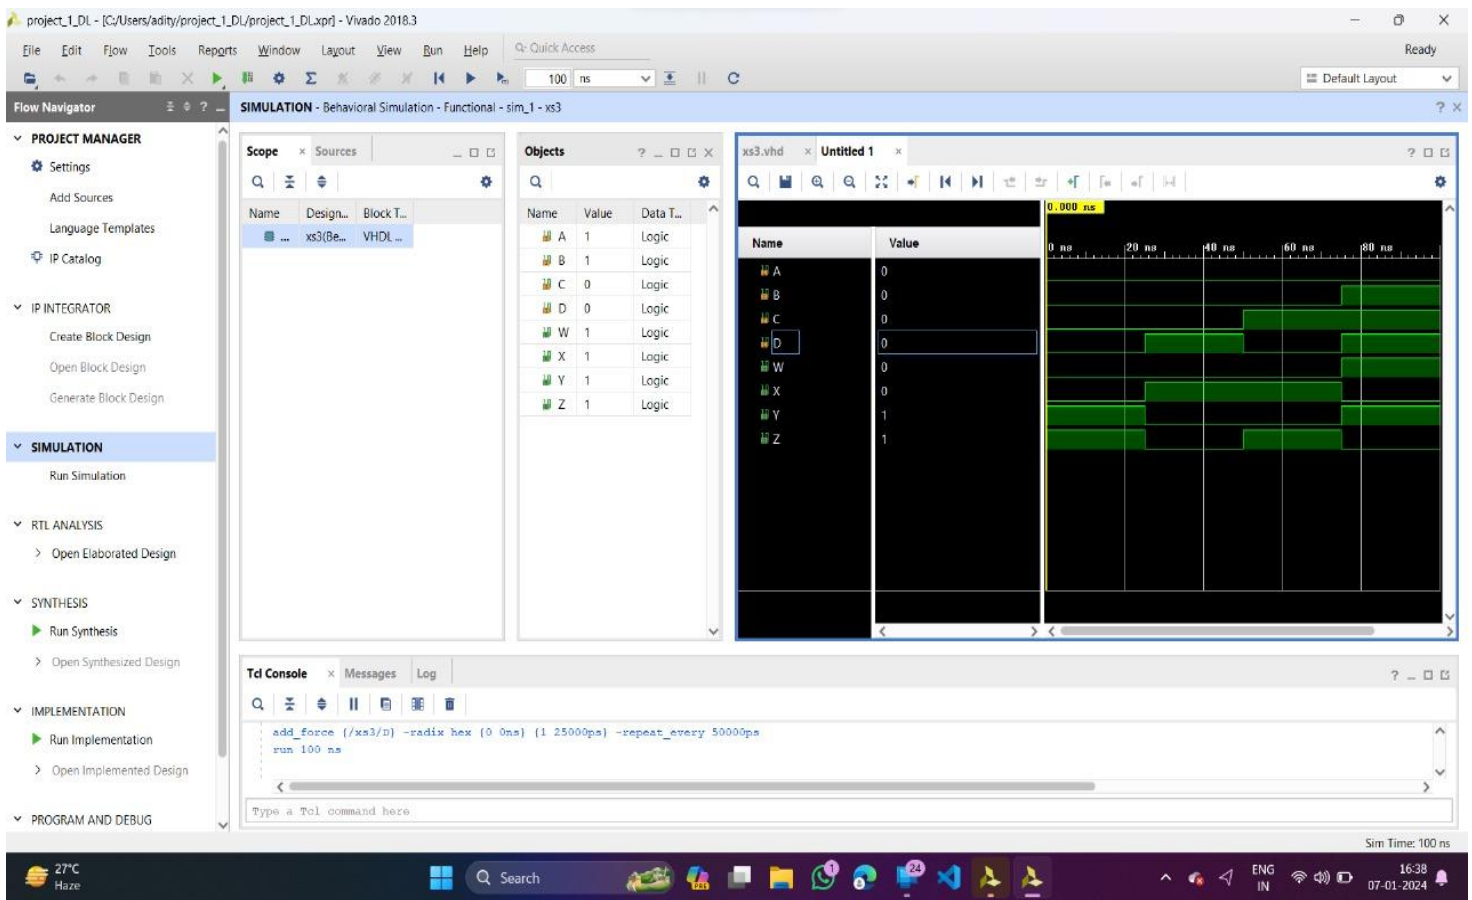 project_1_DL - [C:/Users/adity/project_1_DL/project_1_DL.xpr] - Vivado 2018.3
File Edit Flow Tools Reports Window Layout View Run Help Q- Quick Access Ready
100 ns Default Layout
Flow Navigator
SIMULATION - Behavioral Simulation - Functional - sim_1 - xs3
PROJECT MANAGER
Settings
Add Sources
Language Templates
IP Catalog
IP INTEGRATOR
Create Block Design
Open Block Design
Generate Block Design
SIMULATION
Run Simulation
RTL ANALYSIS
Open Elaborated Design
SYNTHESIS
Run Synthesis
Open Synthesized Design
IMPLEMENTATION
Run Implementation
Open Implemented Design
PROGRAM AND DEBUG
Scope Sources
Name Design... Block T...
... xs3(Be... VHDL ...
Objects
Name Value Data T...
A 1 Logic
B 1 Logic
C 0 Logic
D 0 Logic
W 1 Logic
X 1 Logic
Y 1 Logic
Z 1 Logic
xs3.vhd Untitled 1
0.000 ns
Name Value
0 ns 20 ns 40 ns 60 ns 80 ns
A 0
B 0
C 0
D 0
W 0
X 0
Y 1
Z 1
Tcl Console Messages Log
add_force {/xs3/D} -radix hex {0 0ns} {1 25000ps} -repeat_every 50000ps
run 100 ns
Type a Tcl command here
Sim Time: 100 ns
27°C
Haze
Search
PRE
1
24
ENG
IN
16:38
07-01-2024